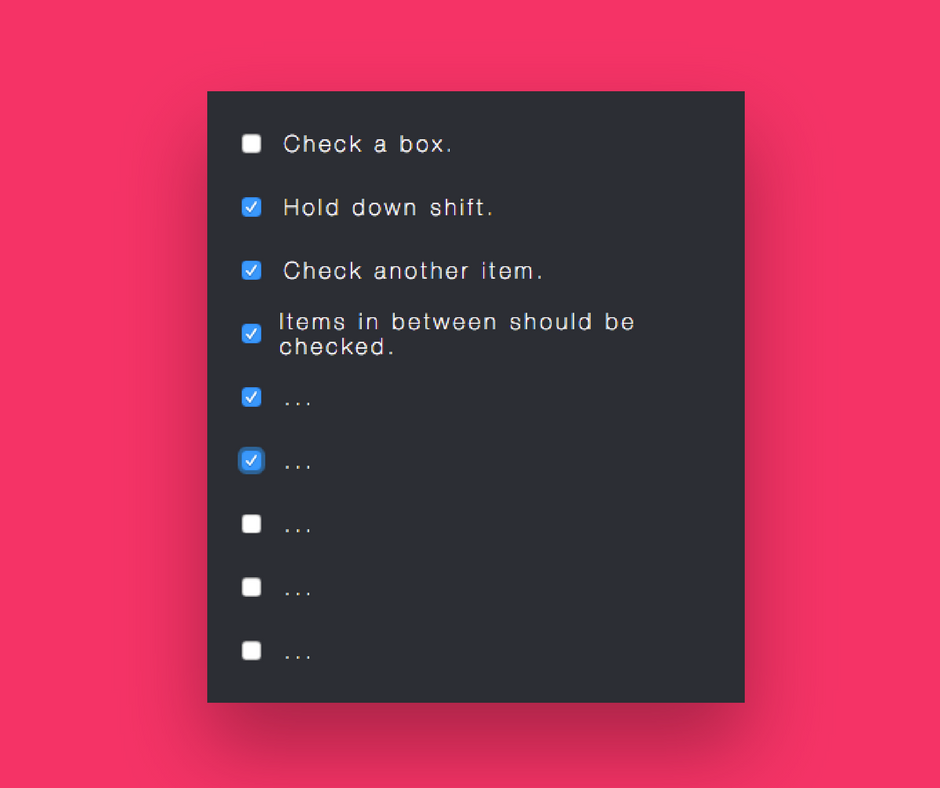 Check a box.
Hold down shift.
Check another item.
Items in between should be
checked.
...
...
...
...
...